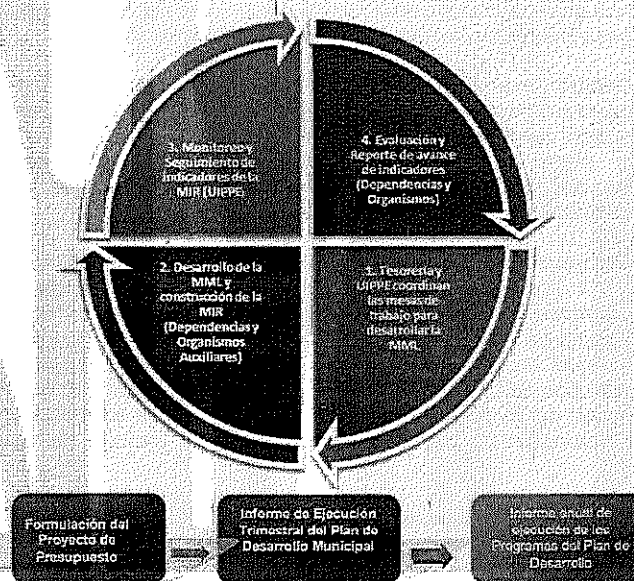 3. Monitoreo y
Seguimiento de
indicadores de la
MIR (UIPPE)
4. Evaluación y
Reporte de avance
de indicadores
(Dependencias y
Organismos)
2. Desarrollo de la
MML y
construcción de la
MIR
(Dependencias y
Organismos
Auxiliares)
1. Tesorería y
UIPPE coordinan
las mesas de
trabajo para
desarrollar la
MML
Formulación del
Proyecto de
Presupuesto
Informe de Ejecución
Trimestral del Plan de
Desarrollo Municipal
Informe anual de
ejecución de los
Programas del Plan de
Desarrollo